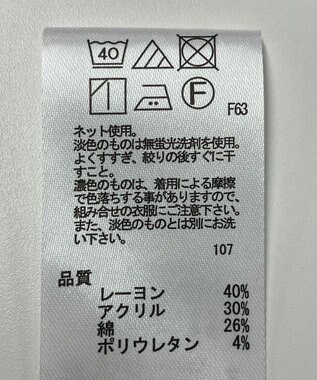 40
F
F63
ネット使用。
淡色のものは無蛍光洗剤を使用。
よくすすぎ、絞りの後すぐに干
すこと。
濃色のものは、着用による摩擦
で色落ちする事がありますので、
組み合せの衣服にご注意下さい。
また、淡色のものとは別にお洗
い下さい。
107
品質
レーヨン 40%
アクリル 30%
綿 26%
ポリウレタン 4%